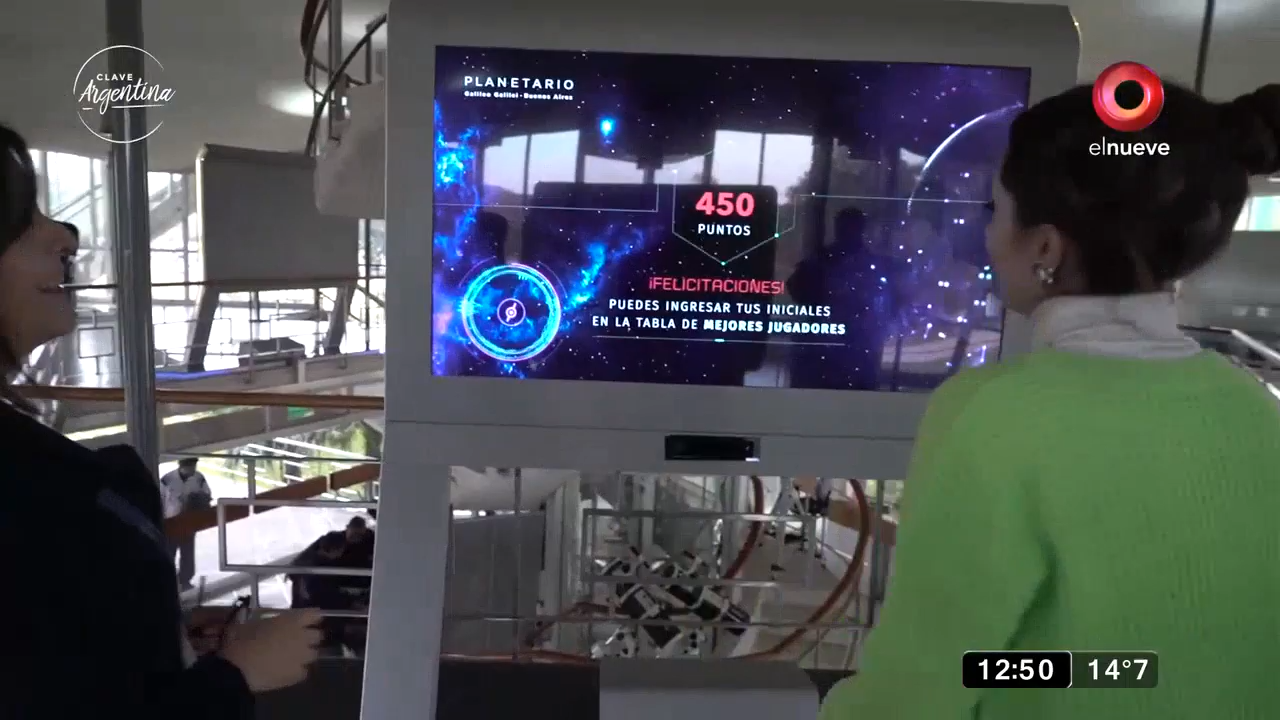 CLAVE
Argentina
elnueve
PLANETARIO
Galileo Galilei - Buenos Aires
450
PUNTOS
¡FELICITACIONES!
PUEDES INGRESAR TUS INICIALES
EN LA TABLA DE MEJORES JUGADORES
12:50 14°7